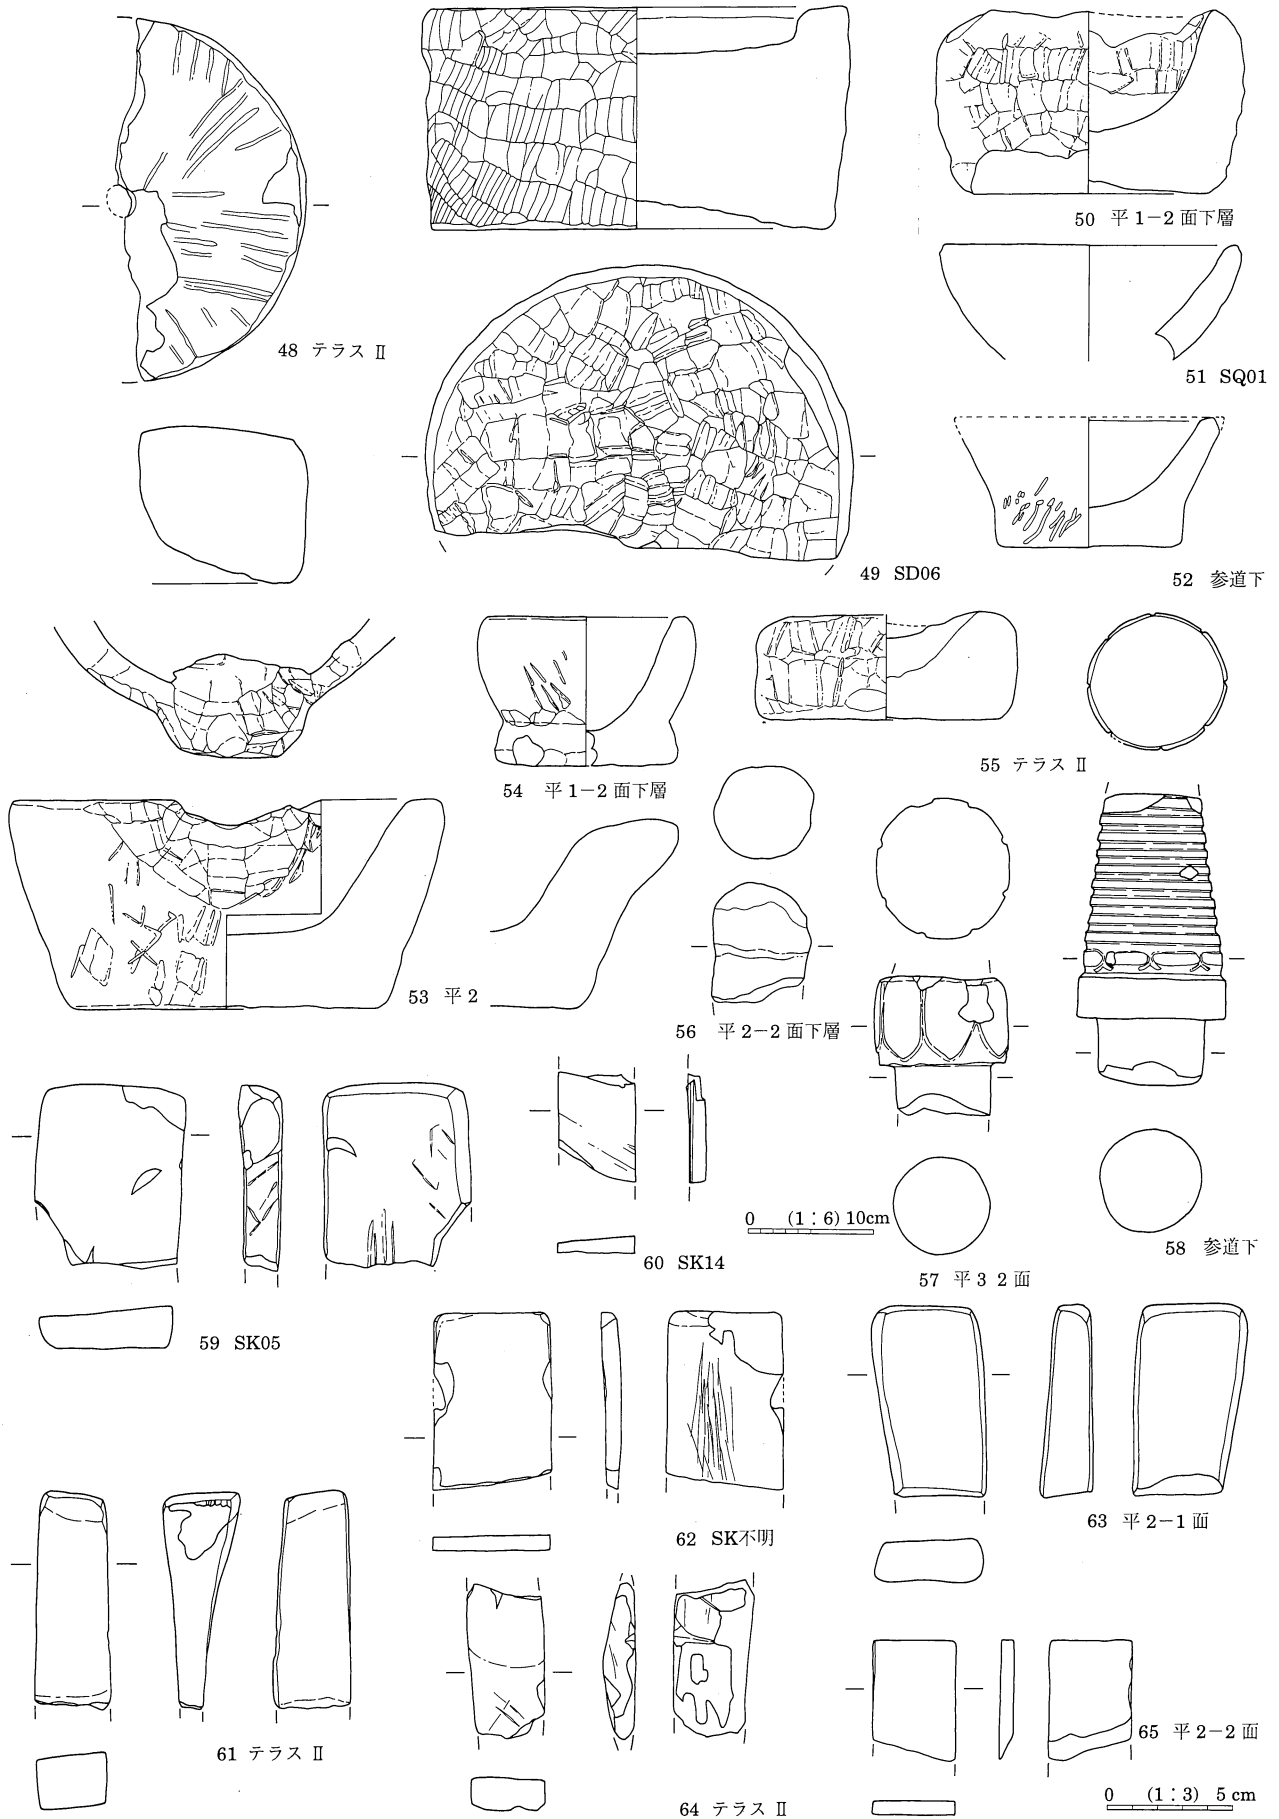 48 テラス Ⅱ
49 SD06
50 平1−2面下層
51 SQ01
52 参道下
53 平2
54 平1−2面下層
55 テラス Ⅱ
56 平2−2面下層
57 平3 2面
58 参道下
59 SK05
60 SK14
0 (1:6) 10cm
61 テラス Ⅱ
62 SK不明
63 平2−1面
64 テラス Ⅱ
65 平2−2面
0 (1:3) 5cm